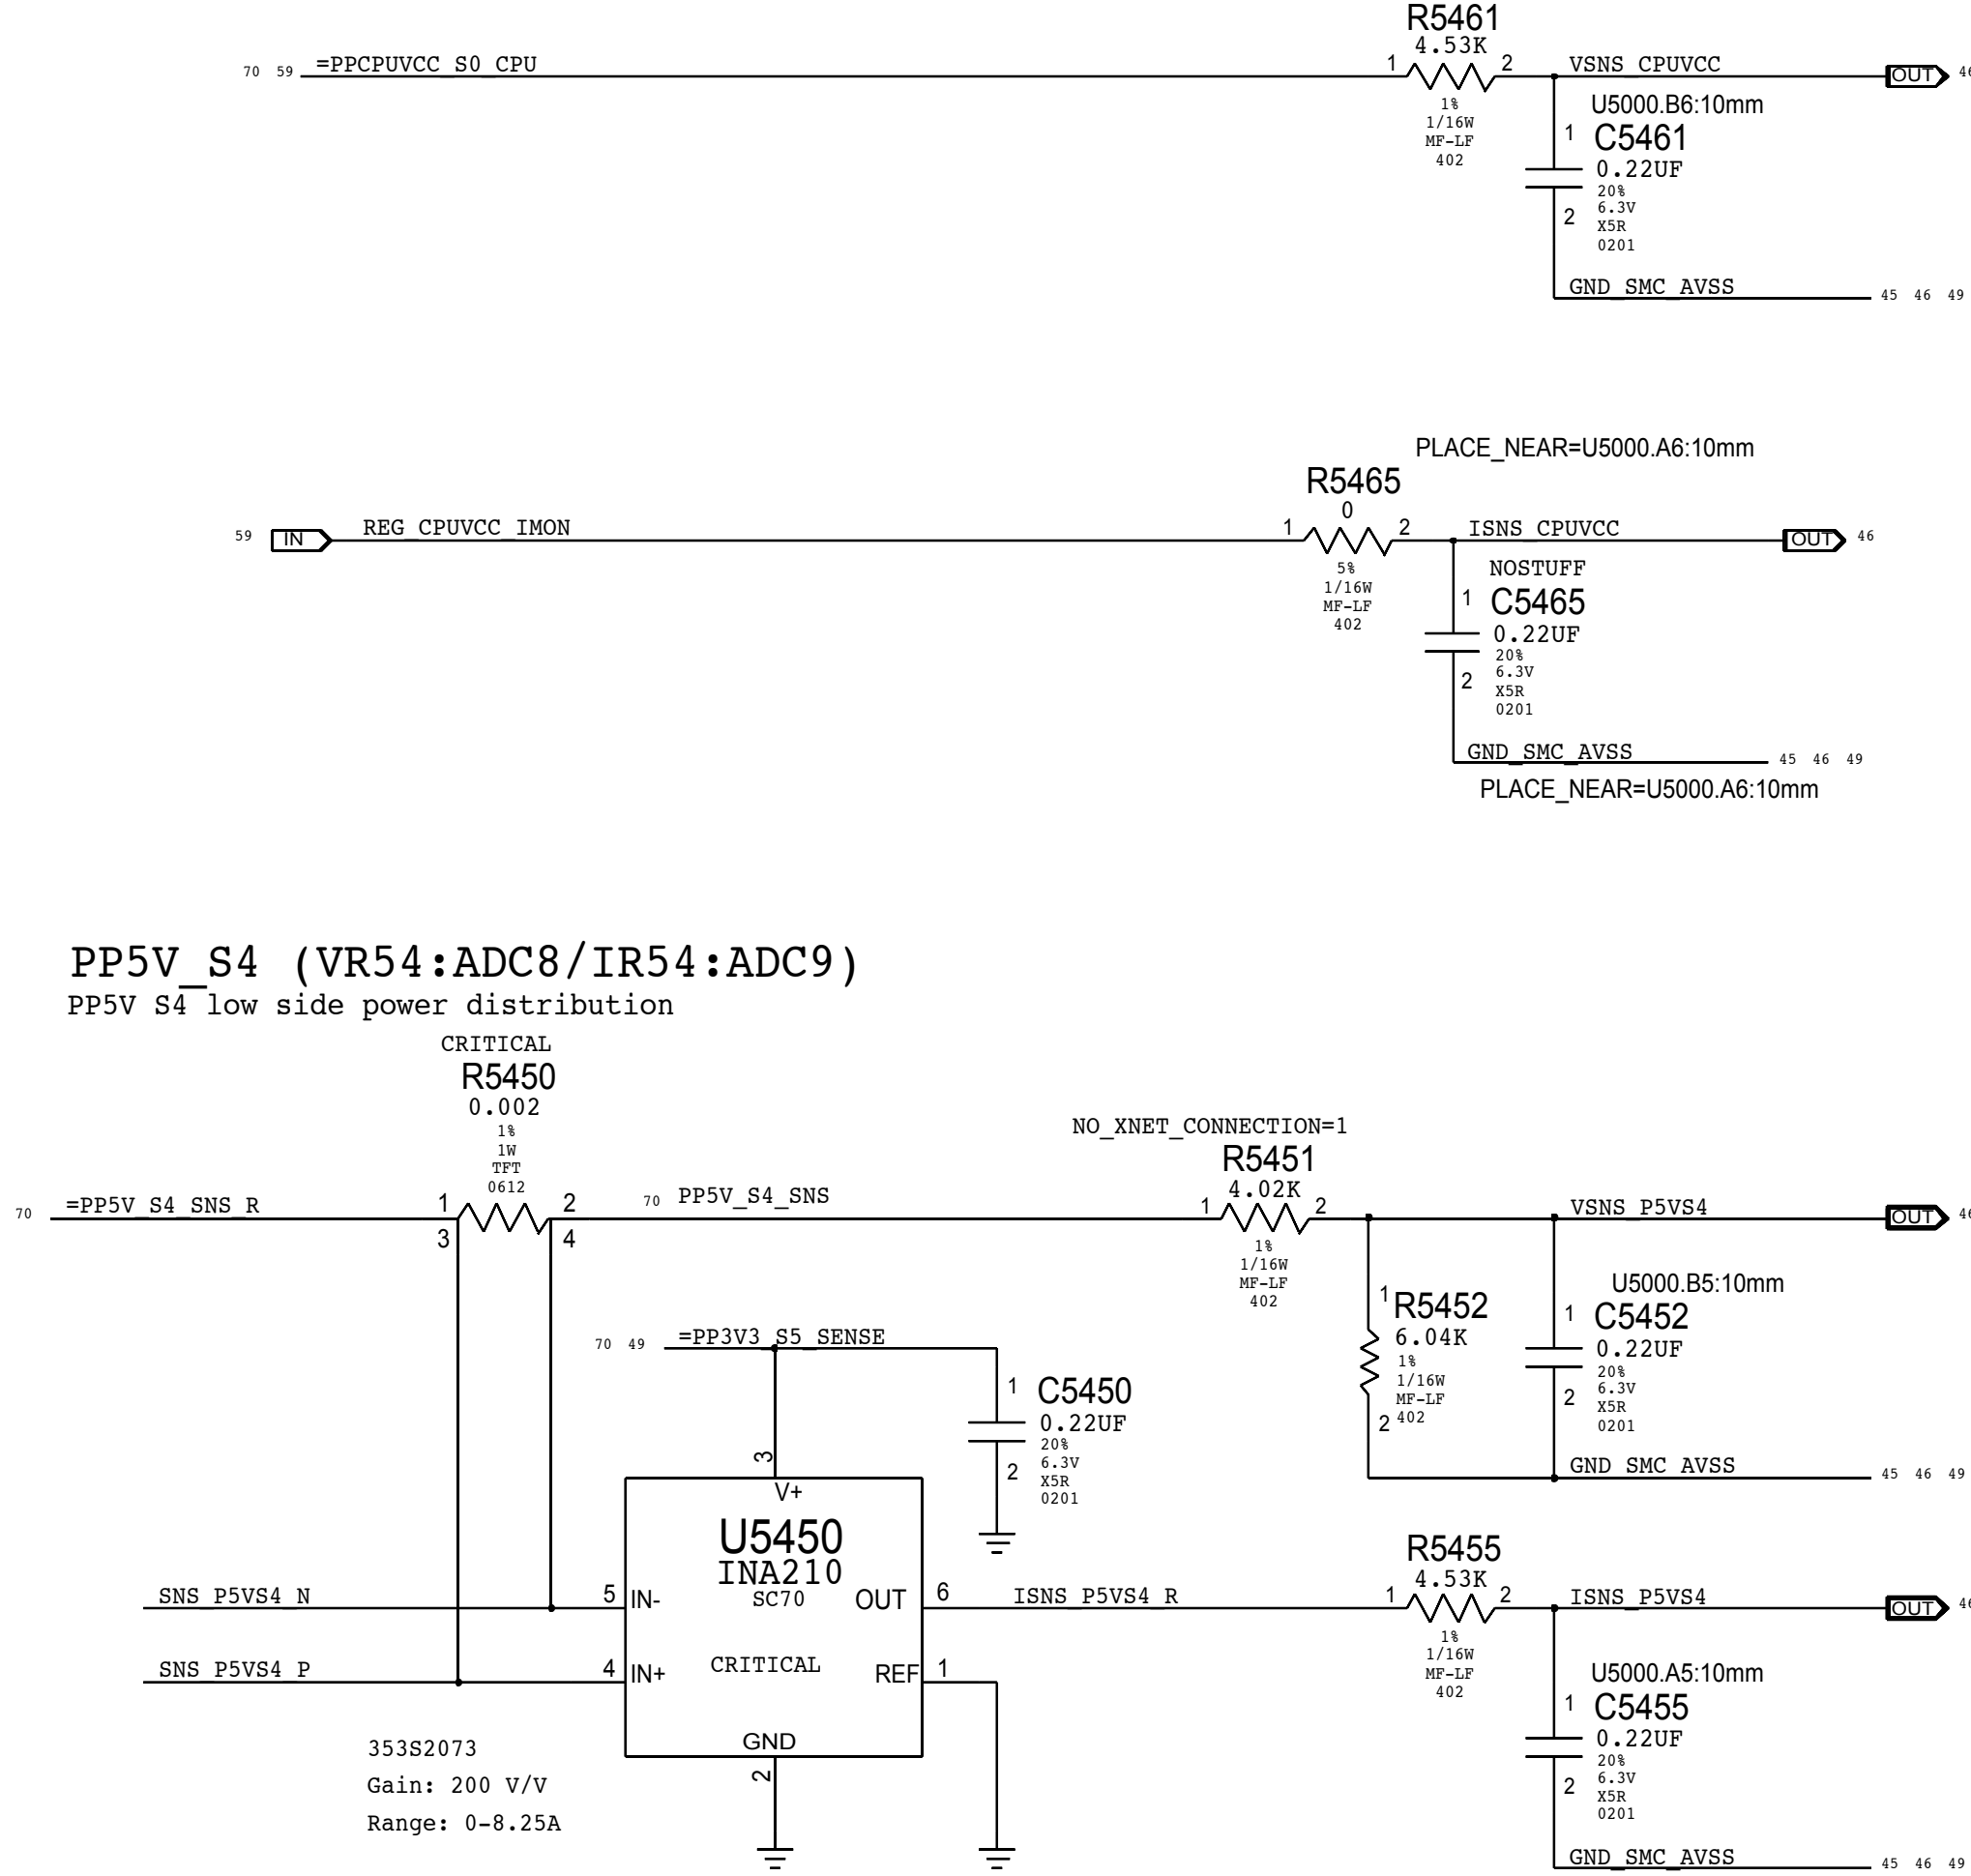 R5461
4.53K
70 59 =PPCPUVCC_S0_CPU 1 2 VSNS_CPUVCC OUT
1%
1/16W
MF-LF
402
U5000.B6:10mm
1 C5461
0.22UF
20%
6.3V
X5R
0201
2
GND_SMC_AVSS 45 46 49
PLACE_NEAR=U5000.A6:10mm
R5465
0
59 IN REG_CPUVCC_IMON 1 2 ISNS_CPUVCC OUT 46
5%
1/16W
MF-LF
402
NOSTUFF
1 C5465
0.22UF
20%
6.3V
X5R
0201
2
GND_SMC_AVSS 45 46 49
PLACE_NEAR=U5000.A6:10mm
PP5V_S4 (VR54:ADC8/IR54:ADC9)
PP5V S4 low side power distribution
CRITICAL
R5450
0.002
1%
1W
TFT
0612
70 =PP5V_S4_SNS_R 1 2 70 PP5V_S4_SNS
3 4
NO_XNET_CONNECTION=1
R5451
4.02K
1 2 VSNS_P5VS4 OUT
1%
1/16W
MF-LF
402
1 R5452
6.04K
1%
1/16W
MF-LF
2 402
U5000.B5:10mm
1 C5452
0.22UF
20%
6.3V
X5R
0201
2
GND_SMC_AVSS 45 46 49
70 49 =PP3V3_S5_SENSE
1 C5450
0.22UF
20%
6.3V
X5R
0201
2
3
V+
U5450
INA210
SC70
CRITICAL
SNS_P5VS4_N 5 IN- OUT 6 ISNS_P5VS4_R
SNS_P5VS4_P 4 IN+ REF 1
GND
2
R5455
4.53K
1 2 ISNS_P5VS4 OUT
1%
1/16W
MF-LF
402
U5000.A5:10mm
1 C5455
0.22UF
20%
6.3V
X5R
0201
2
GND_SMC_AVSS 45 46 49
353S2073
Gain: 200 V/V
Range: 0-8.25A